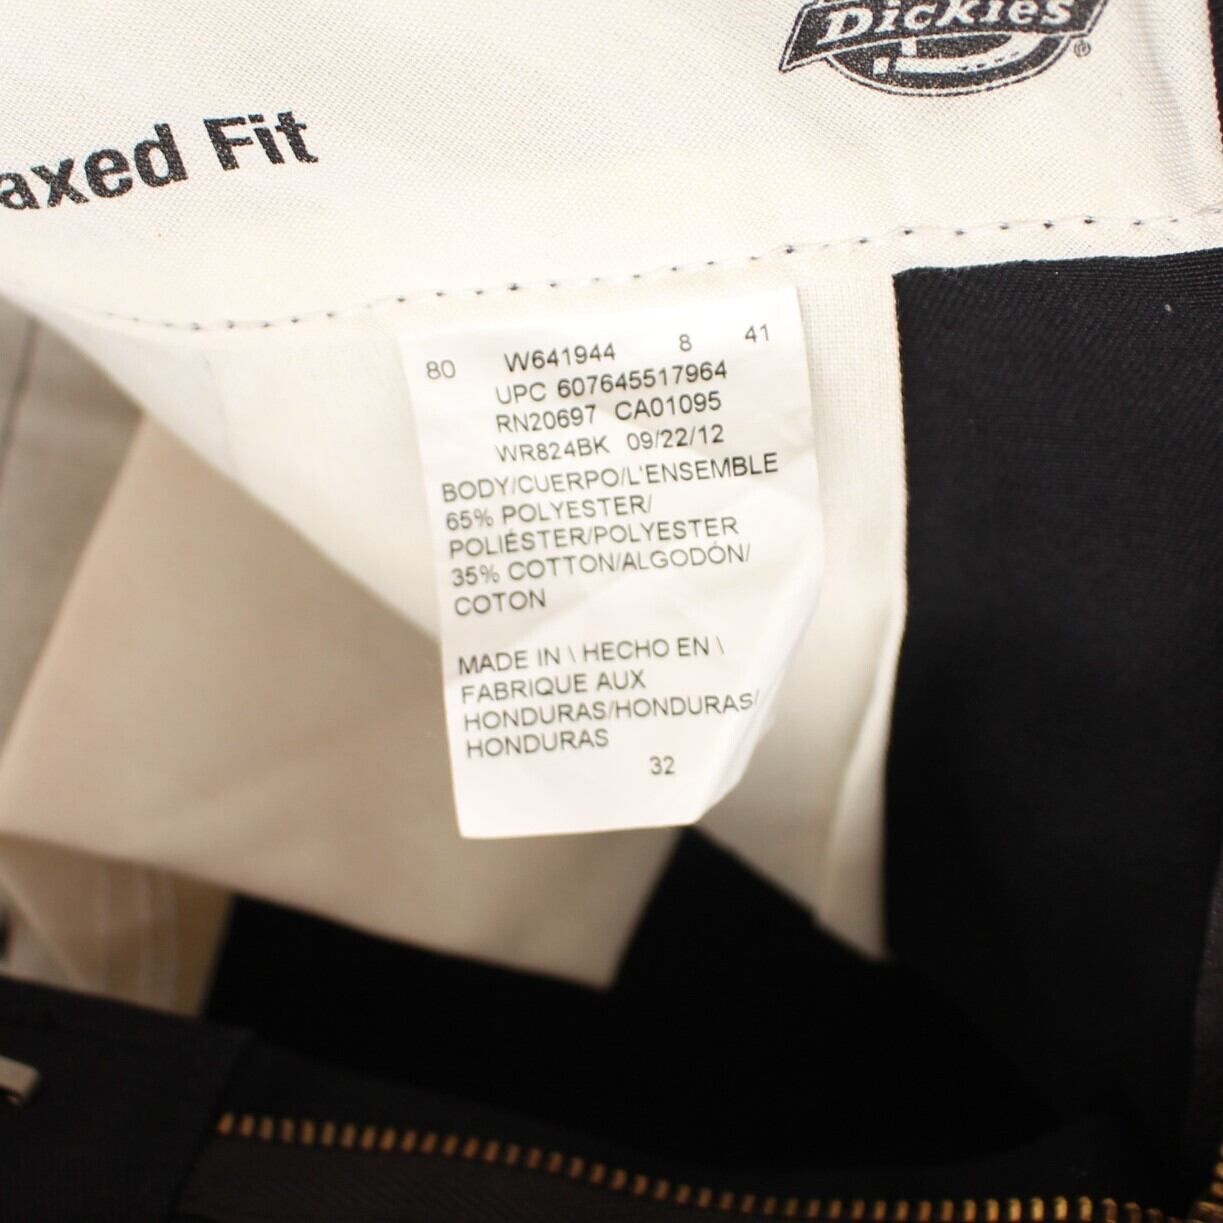 Dickies
®
axed Fit
80 W641944 8 41
UPC 607645517964
RN20697 CA01095
WR824BK 09/22/12
BODY/CUERPO/L'ENSEMBLE
65% POLYESTER/
POLIÉSTER/POLYESTER
35% COTTON/ALGODÓN/
COTON
MADE IN \ HECHO EN \
FABRIQUE AUX
HONDURAS/HONDURAS/
HONDURAS
32